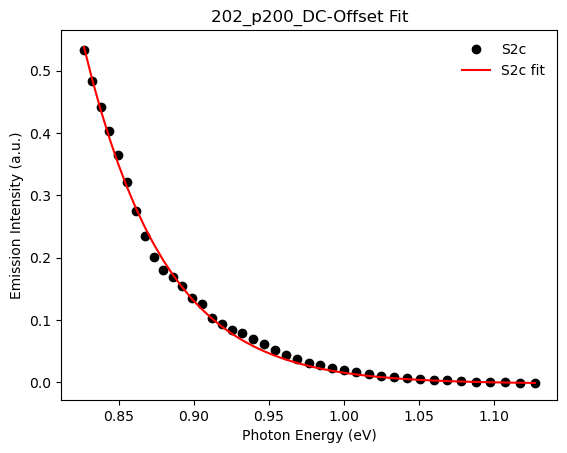 202_p200_DC-Offset Fit
S2c
S2c fit
0.5
0.4
0.3
0.2
0.1
0.0
Emission Intensity (a.u.)
0.85 0.90 0.95 1.00 1.05 1.10
Photon Energy (eV)